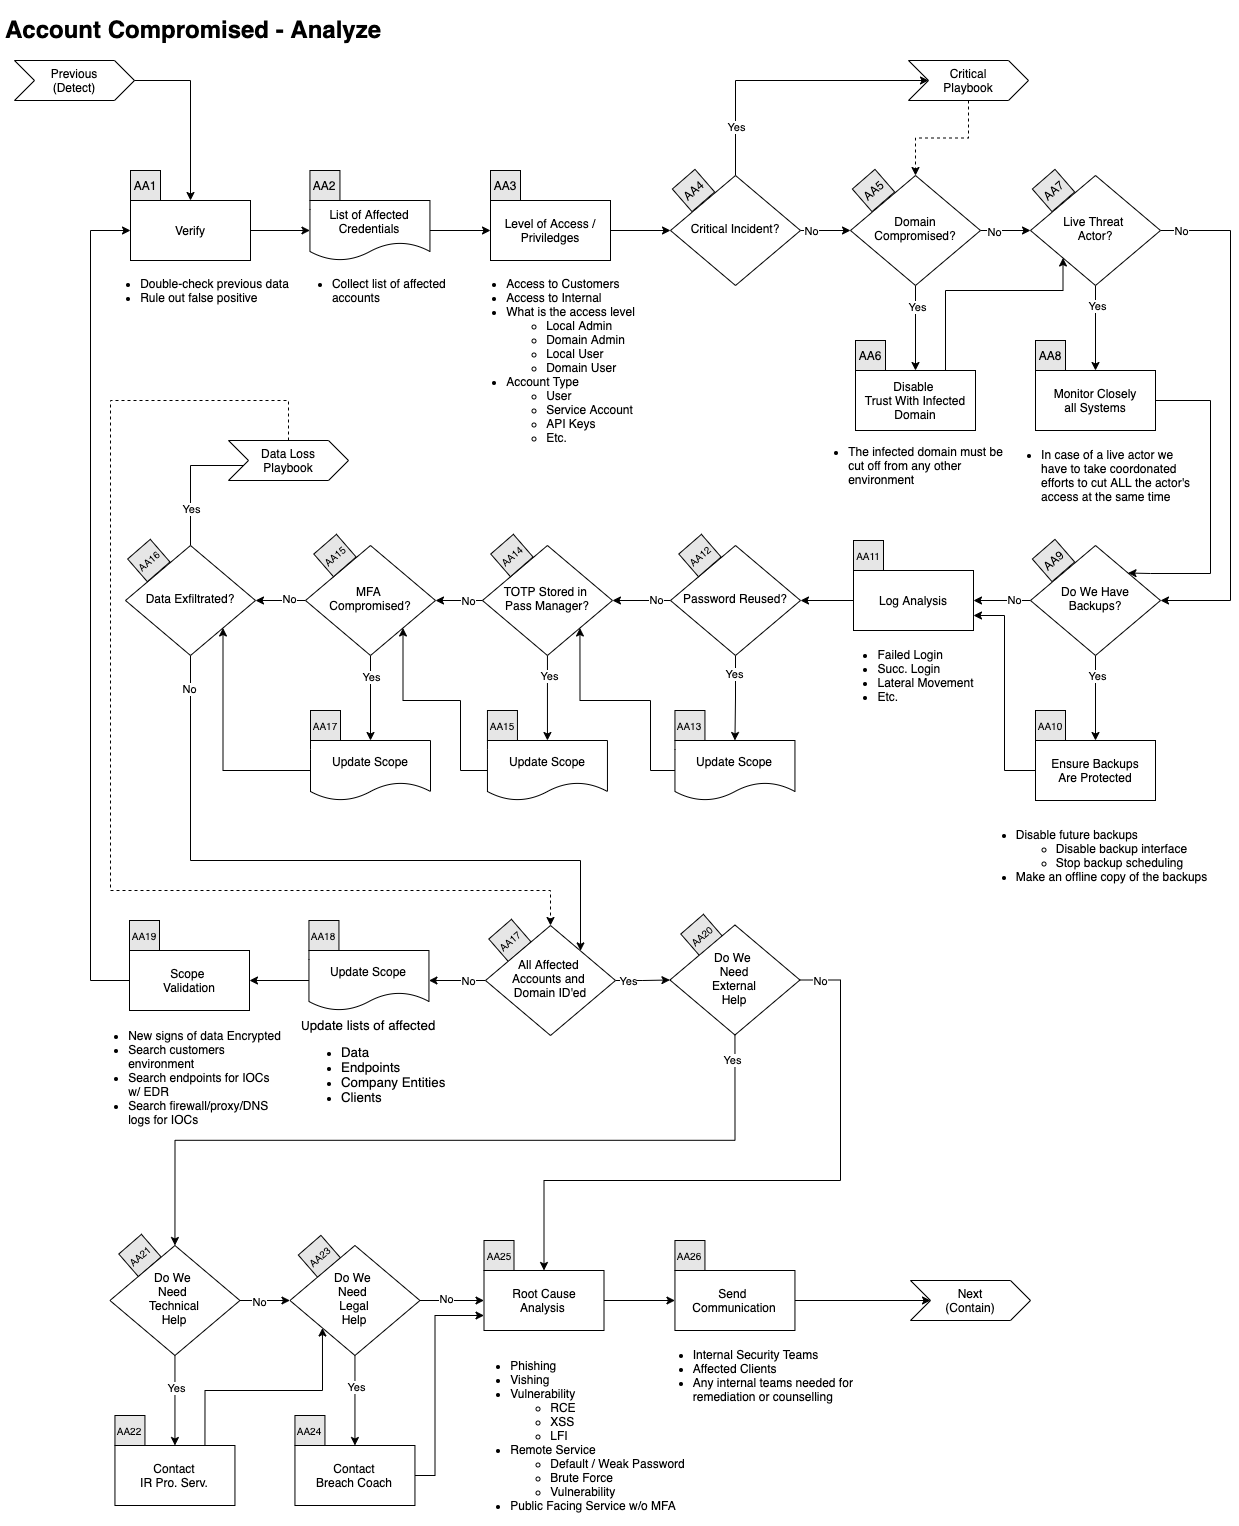 Account Compromised - Analyze
Previous
(Detect)
Critical
Playbook
Yes
AA1
Verify
Double-check previous data
Rule out false positive
AA2
List of Affected
Credentials
Collect list of affected
accounts
AA3
Level of Access /
Priviledges
Access to Customers
Access to Internal
What is the access level
Local Admin
Domain Admin
Local User
Domain User
Account Type
User
Service Account
API Keys
Etc.
AA4
Critical Incident?
No
AA5
Domain
Compromised?
No
Yes
AA6
Disable
Trust With Infected
Domain
The infected domain must be
cut off from any other
environment
AA7
Live Threat
Actor?
No
Yes
AA8
Monitor Closely
all Systems
In case of a live actor we
have to take coordonated
efforts to cut ALL the actor's
access at the same time
Data Loss
Playbook
Yes
AA16
Data Exfiltrated?
No
No
AA15
MFA
Compromised?
Yes
No
AA14
TOTP Stored in
Pass Manager?
Yes
No
AA12
Password Reused?
Yes
AA11
Log Analysis
Failed Login
Succ. Login
Lateral Movement
Etc.
No
AA9
Do We Have
Backups?
Yes
AA17
Update Scope
AA15
Update Scope
AA13
Update Scope
AA10
Ensure Backups
Are Protected
Disable future backups
Disable backup interface
Stop backup scheduling
Make an offline copy of the backups
AA19
Scope
Validation
New signs of data Encrypted
Search customers
environment
Search endpoints for IOCs
w/ EDR
Search firewall/proxy/DNS
logs for IOCs
AA18
Update Scope
Update lists of affected
Data
Endpoints
Company Entities
Clients
No
AA17
All Affected
Accounts and
Domain ID'ed
Yes
AA20
Do We
Need
External
Help
No
Yes
AA21
Do We
Need
Technical
Help
No
Yes
AA22
Contact
IR Pro. Serv.
AA23
Do We
Need
Legal
Help
No
Yes
AA24
Contact
Breach Coach
AA25
Root Cause
Analysis
Phishing
Vishing
Vulnerability
RCE
XSS
LFI
Remote Service
Default / Weak Password
Brute Force
Vulnerability
Public Facing Service w/o MFA
AA26
Send
Communication
Internal Security Teams
Affected Clients
Any internal teams needed for
remediation or counselling
Next
(Contain)